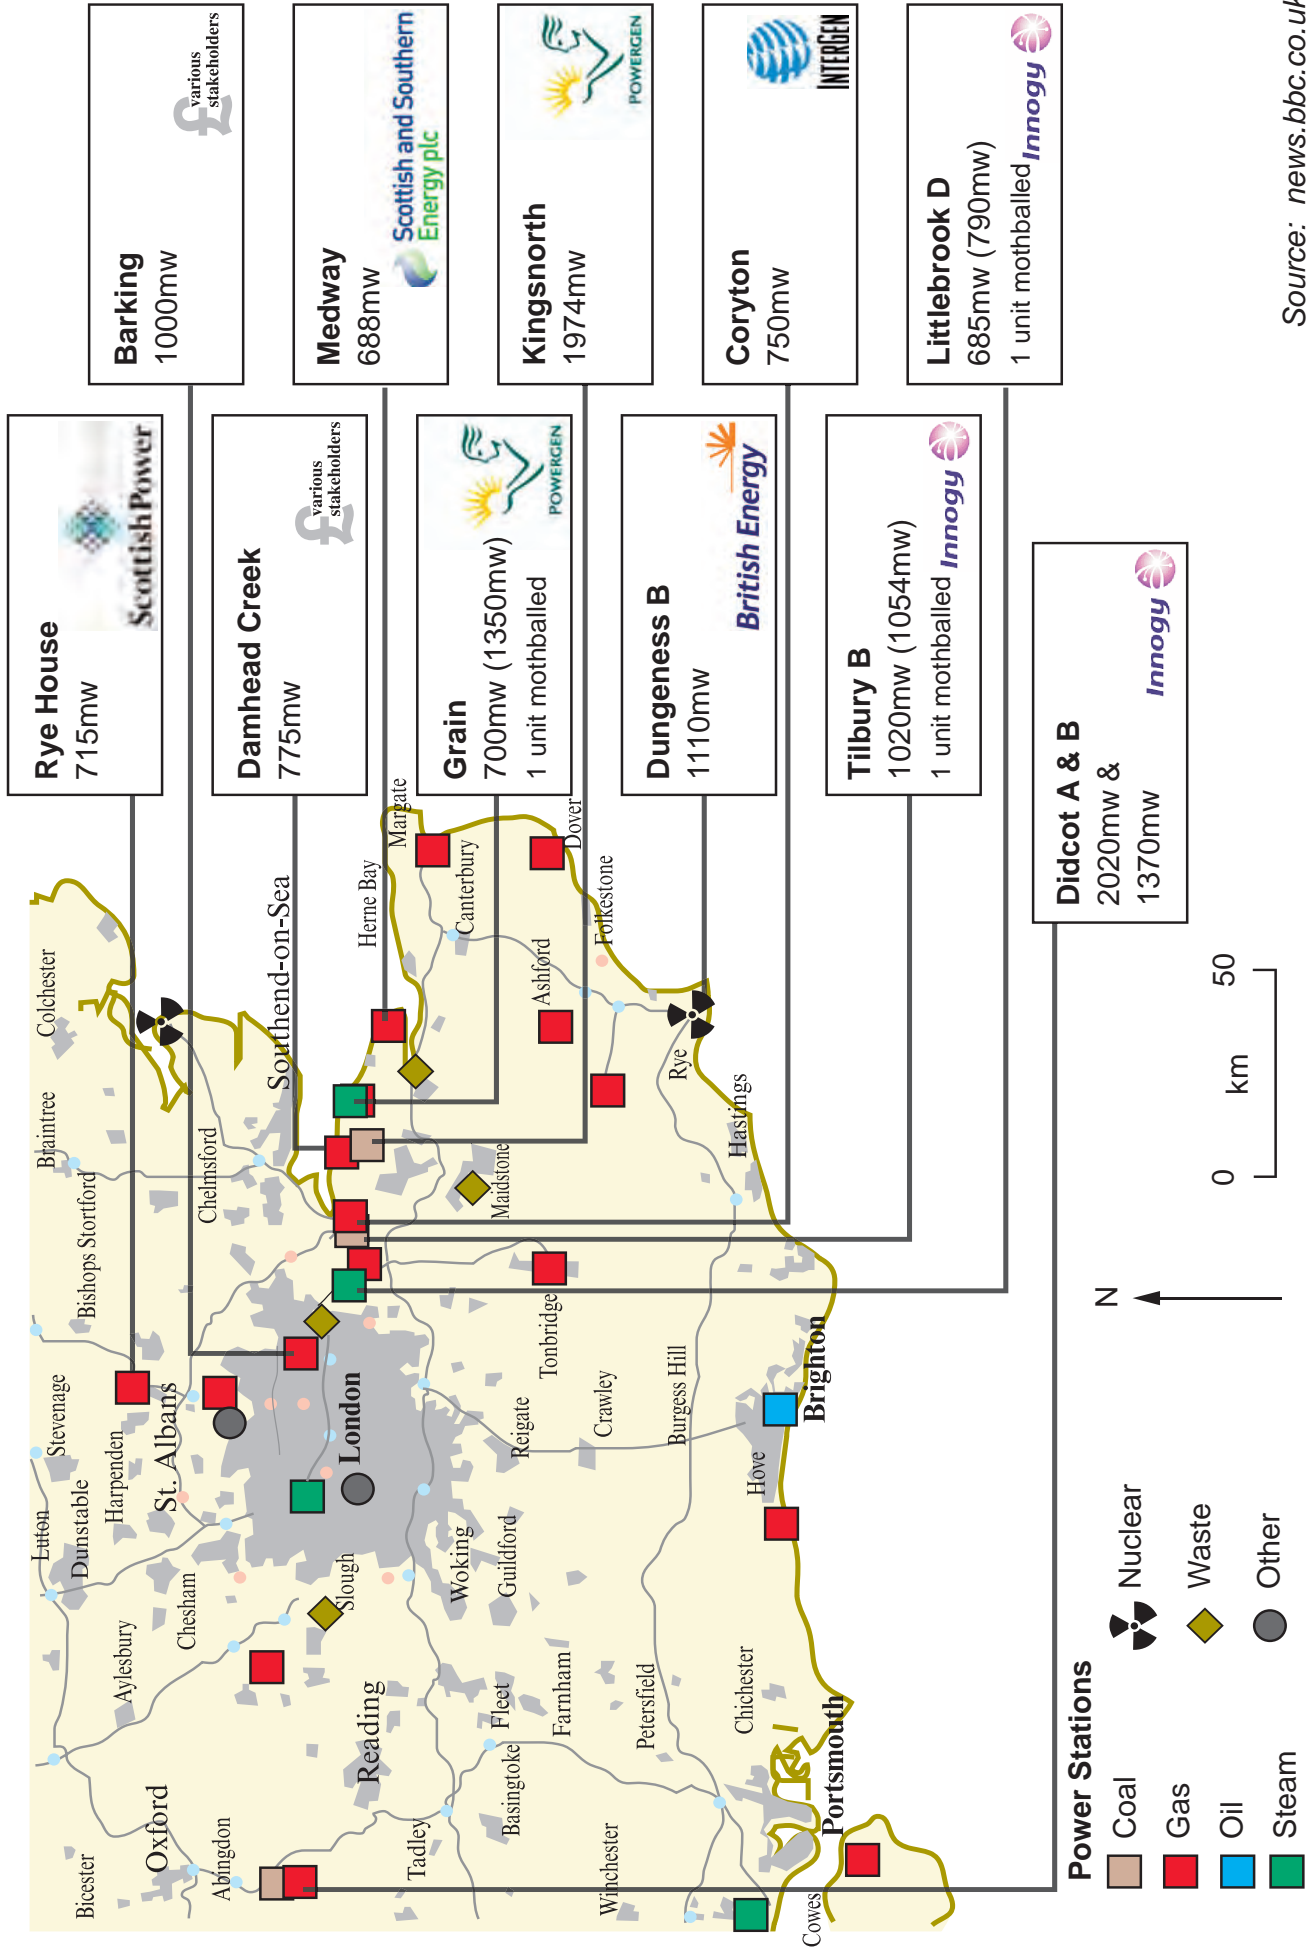 Rye House
715mw
ScottishPower
Barking
1000mw
£
various
stakeholders
Damhead Creek
775mw
£
various
stakeholders
Medway
688mw
Scottish and Southern
Energy plc
Grain
700mw (1350mw)
1 unit mothballed
POWERGEN
Kingsnorth
1974mw
POWERGEN
Dungeness B
1110mw
British Energy
Coryton
750mw
INTERGEN
Tilbury B
1020mw (1054mw)
1 unit mothballed
Innogy
Littlebrook D
685mw (790mw)
1 unit mothballed
Innogy
Didcot A & B
2020mw &
1370mw
Innogy
Bicester
Oxford
Abingdon
Aylesbury
Chesham
Luton
Dunstable
Harpenden
Stevenage
St. Albans
Bishops Stortford
Braintree
Chelmsford
Colchester
Southend-on-Sea
Herne Bay
Margate
Canterbury
Dover
Folkestone
Ashford
Maidstone
Rye
Hastings
Tonbridge
London
Slough
Reading
Tadley
Basingtoke
Fleet
Farnham
Woking
Guildford
Reigate
Crawley
Burgess Hill
Hove
Brighton
Winchester
Petersfield
Chichester
Portsmouth
Cowes
Power Stations
Coal
Gas
Oil
Steam
Nuclear
Waste
Other
N
0
km
50
Source: news.bbc.co.uk